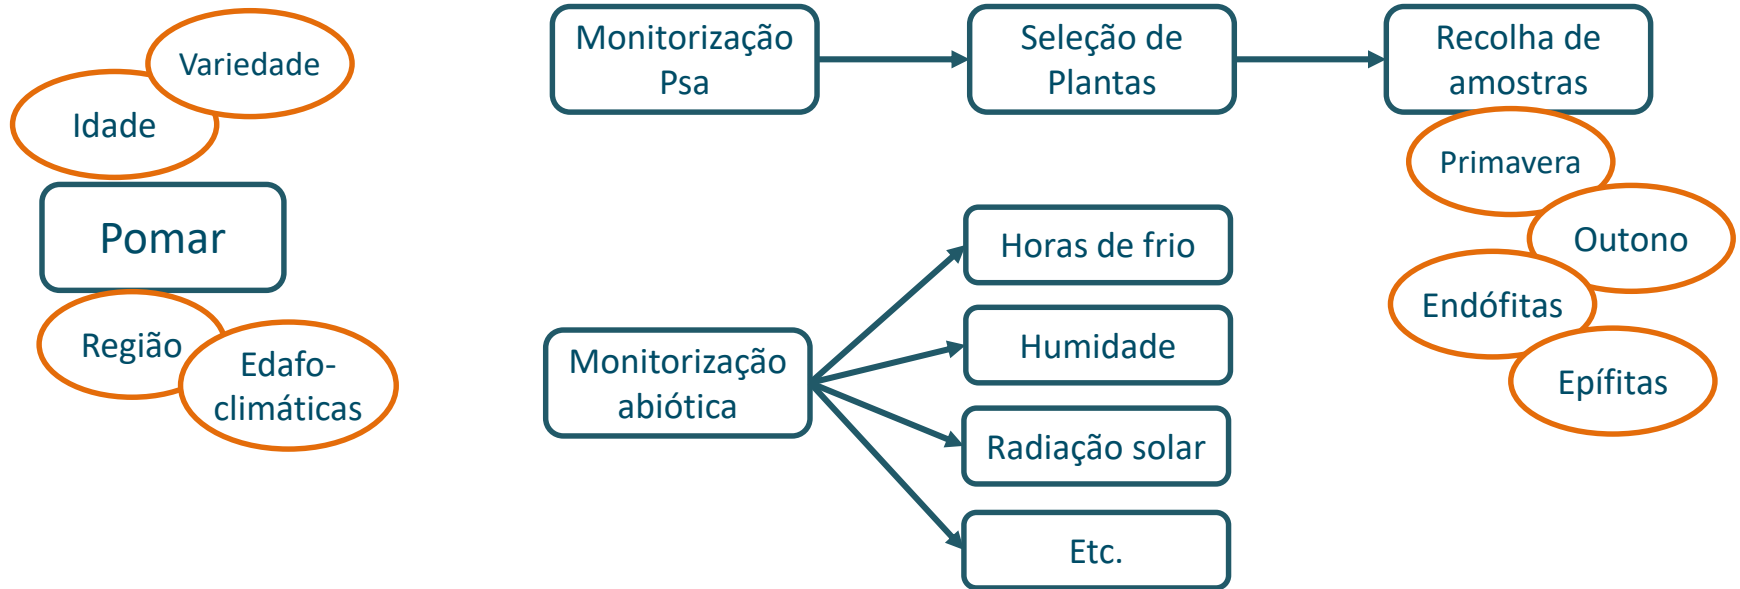 Variedade
Idade
Pomar
Região
Edafo-
climáticas
Monitorização
Psa
Seleção de
Plantas
Recolha de
amostras
Primavera
Outono
Endófitas
Epífitas
Monitorização
abiótica
Horas de frio
Humidade
Radiação solar
Etc.